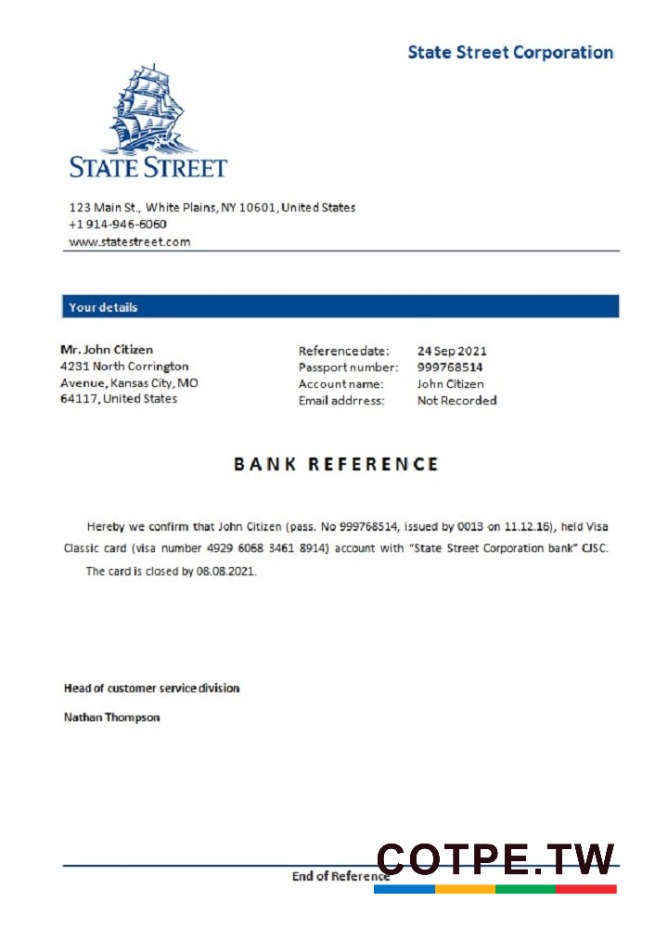 State Street Corporation
STATE STREET
123 Main St., White Plains, NY 10601, United States
+1 914-946-6060
www.statestreet.com
Your details
Mr. John Citizen
4231 North Corrington
Avenue, Kansas City, MO
64117, United States
Reference date: 24 Sep 2021
Passport number: 999768514
Account name: John Citizen
Email addrress: Not Recorded
BANK REFERENCE
Hereby we confirm that John Citizen (pass. No 999768514, issued by 0013 on 11.12.16), held Visa
Classic card (visa number 4929 6068 3461 8914) account with "State Street Corporation bank" CJSC.
The card is closed by 08.08.2021.
Head of customer service division
Nathan Thompson
End of Reference
COTPE.TW